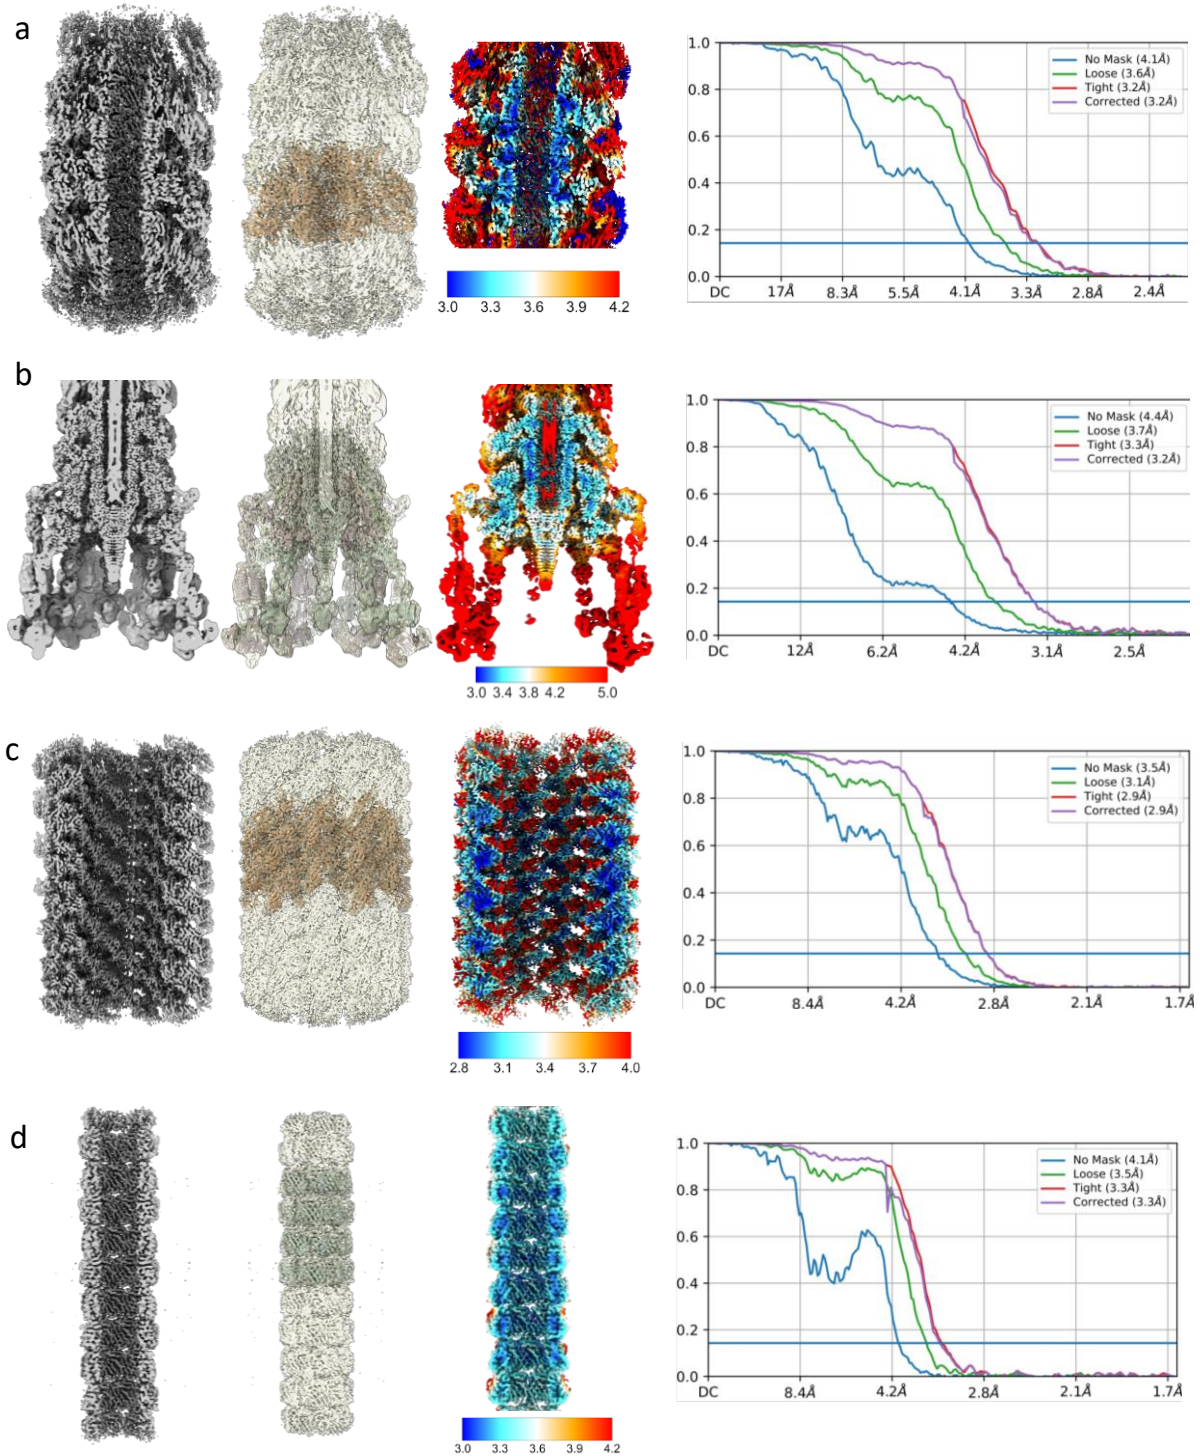 a
1.0
0.8
0.6
0.4
0.2
0.0
No Mask (4.1Å)
Loose (3.6Å)
Tight (3.2Å)
Corrected (3.2Å)
DC 17Å 8.3Å 5.5Å 4.1Å 3.3Å 2.8Å 2.4Å
3.0 3.3 3.6 3.9 4.2
b
1.0
0.8
0.6
0.4
0.2
0.0
No Mask (4.4Å)
Loose (3.7Å)
Tight (3.3Å)
Corrected (3.2Å)
DC 12Å 6.2Å 4.2Å 3.1Å 2.5Å
3.0 3.4 3.8 4.2 5.0
c
1.0
0.8
0.6
0.4
0.2
0.0
No Mask (3.5Å)
Loose (3.1Å)
Tight (2.9Å)
Corrected (2.9Å)
DC 8.4Å 4.2Å 2.8Å 2.1Å 1.7Å
2.8 3.1 3.4 3.7 4.0
d
1.0
0.8
0.6
0.4
0.2
0.0
No Mask (4.1Å)
Loose (3.5Å)
Tight (3.3Å)
Corrected (3.3Å)
DC 8.4Å 4.2Å 2.8Å 2.1Å 1.7Å
3.0 3.3 3.6 3.9 4.2